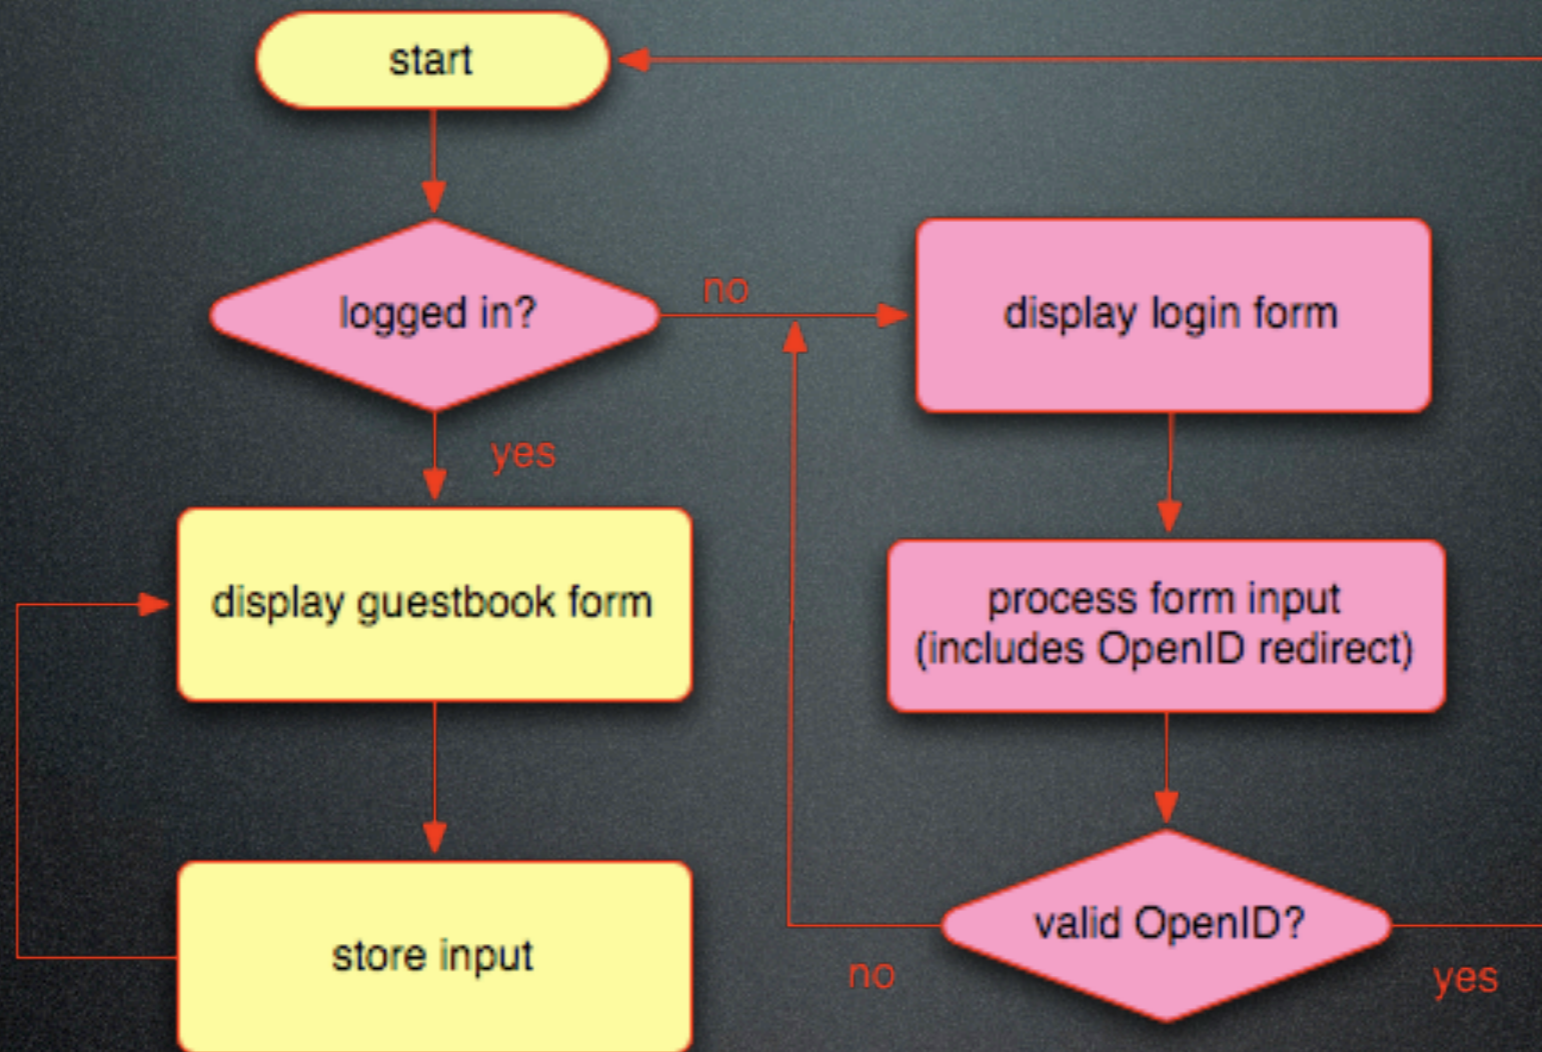 start
logged in?
no
display login form
yes
display guestbook form
process form input
(includes OpenID redirect)
store input
valid OpenID?
no
yes